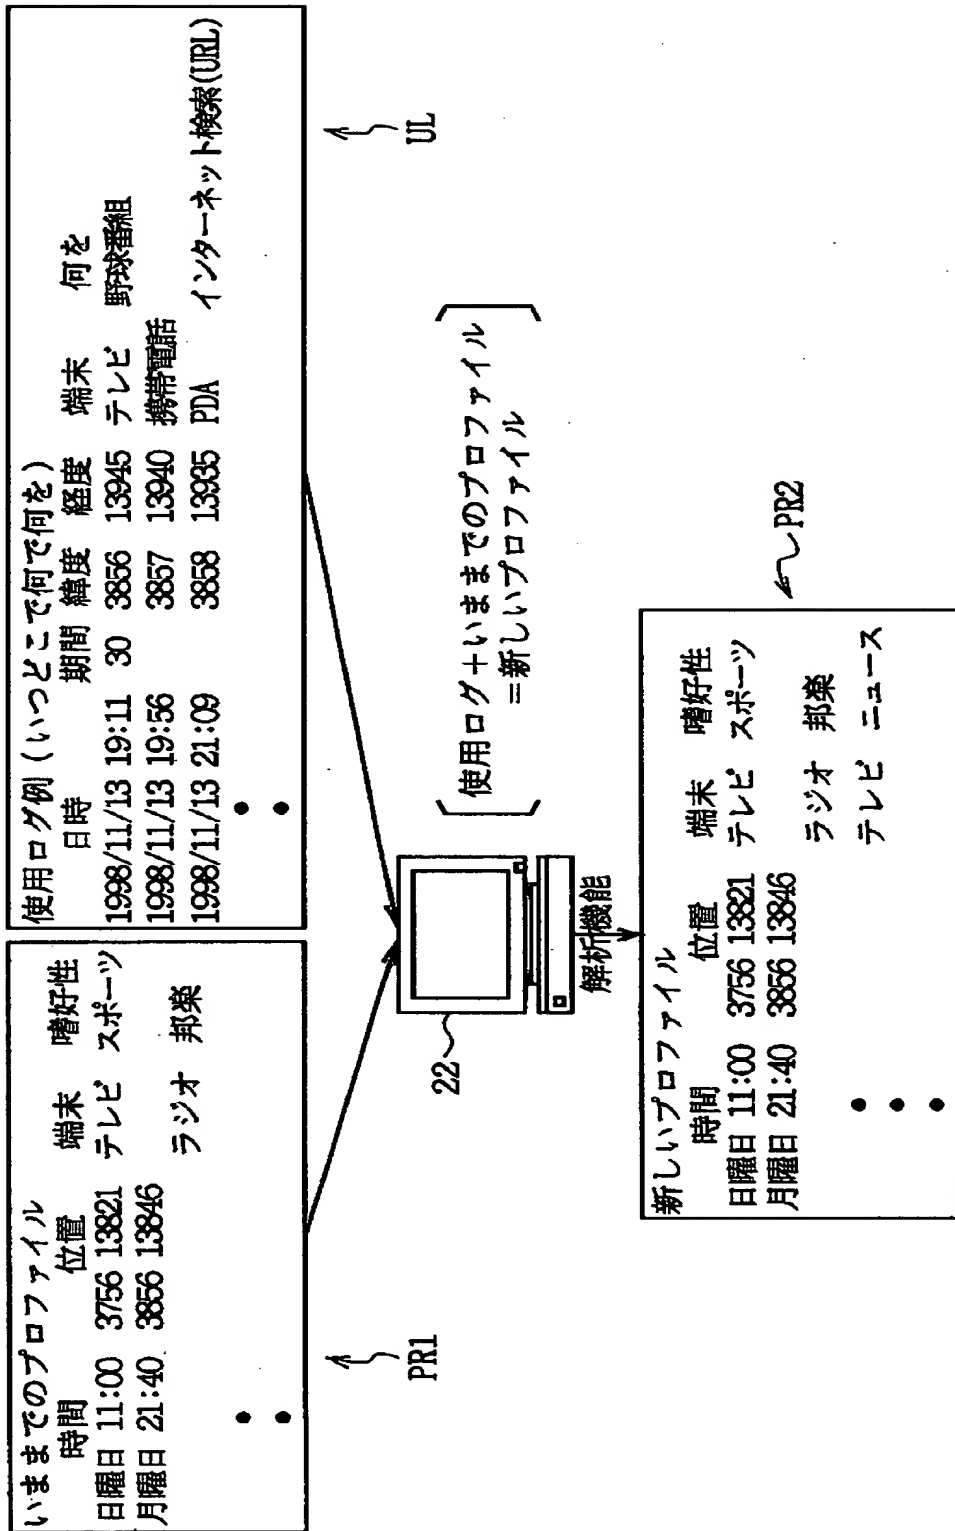 いままでのプロファイル
時間 位置 端末 嗜好性
日曜日 11:00 3756 13821 テレビ スポーツ
月曜日 21:40 3856 13846
ラジオ 邦楽
PR1
使用ログ例(いつどこで何で何を)
日時 期間 緯度 経度 端末 何を
1998/11/13 19:11 30 3856 13945 テレビ 野球番組
1998/11/13 19:56 3857 13940 携帯電話
1998/11/13 21:09 3858 13935 PDA インターネット検索(URL)
UL
22
使用ログ+いままでのプロファイル
=新しいプロファイル
解析機能
新しいプロファイル
時間 位置 端末 嗜好性
日曜日 11:00 3756 13821 テレビ スポーツ
月曜日 21:40 3856 13846
ラジオ 邦楽
テレビ ニュース
PR2